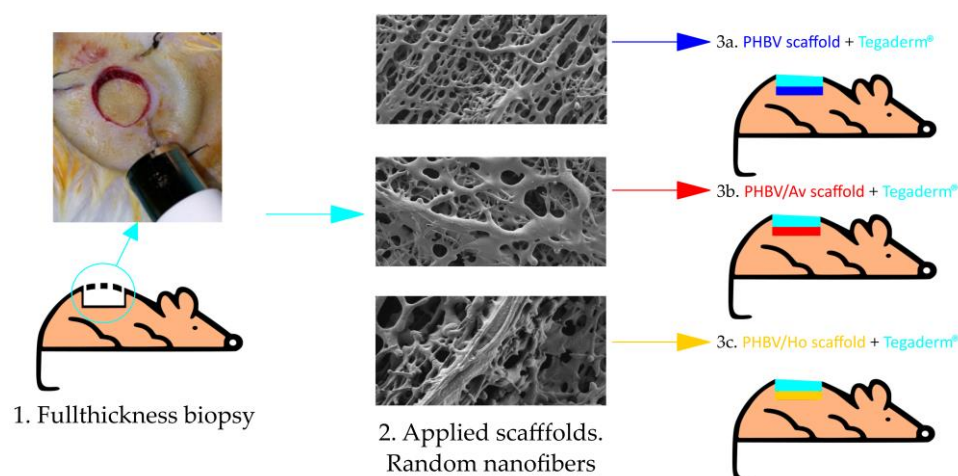 3a. PHBV scaffold + Tegaderm®
3b. PHBV/Av scaffold + Tegaderm®
3c. PHBV/Ho scaffold + Tegaderm®
1. Fullthickness biopsy
2. Applied scafffolds.
Random nanofibers